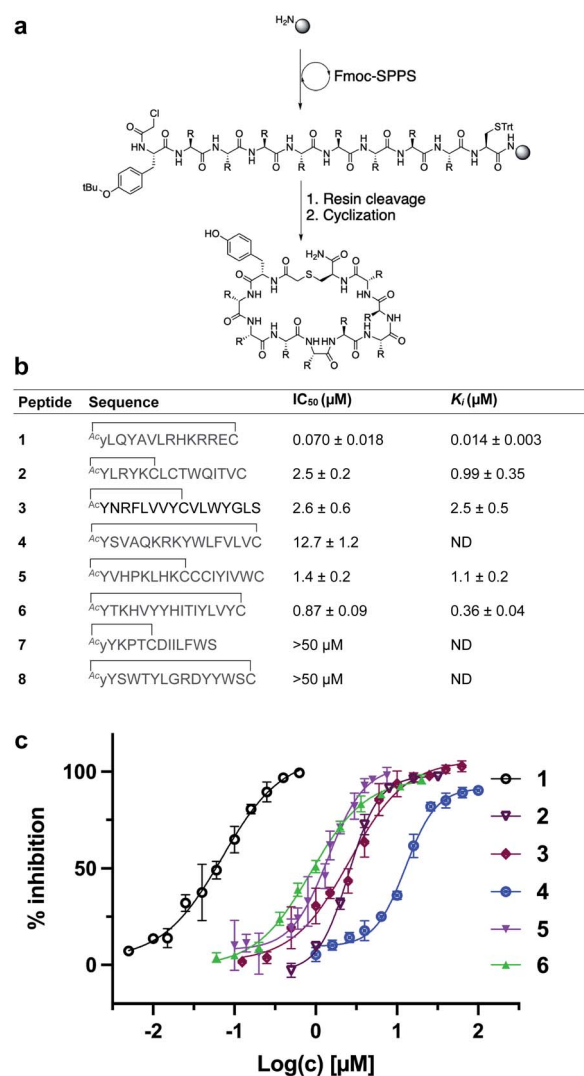 a
H₂N
Fmoc-SPPS
Cl
O
R
STrt
tBuO
1. Resin cleavage
2. Cyclization
HO
H₂N
O
S
NH
b
Peptide Sequence IC₅₀ (µM) Kᵢ (µM)
1 ᴬᶜyLQYAVLRHKRREC 0.070 ± 0.018 0.014 ± 0.003
2 ᴬᶜYLRYKCLCTWQITVC 2.5 ± 0.2 0.99 ± 0.35
3 ᴬᶜYNRFLVVYCVLWYGLS 2.6 ± 0.6 2.5 ± 0.5
4 ᴬᶜYSVAQKRKYWLFVLVC 12.7 ± 1.2 ND
5 ᴬᶜYVHPKLHKCCCIYIVWC 1.4 ± 0.2 1.1 ± 0.2
6 ᴬᶜYTKHVYYHITIYLVYC 0.87 ± 0.09 0.36 ± 0.04
7 ᴬᶜyYKPTCDIILFWS >50 µM ND
8 ᴬᶜyYSWTYLGRDYYWSC >50 µM ND
c
% inhibition
100
50
0
-2 -1 0 1 2
Log(c) [µM]
1
2
3
4
5
6